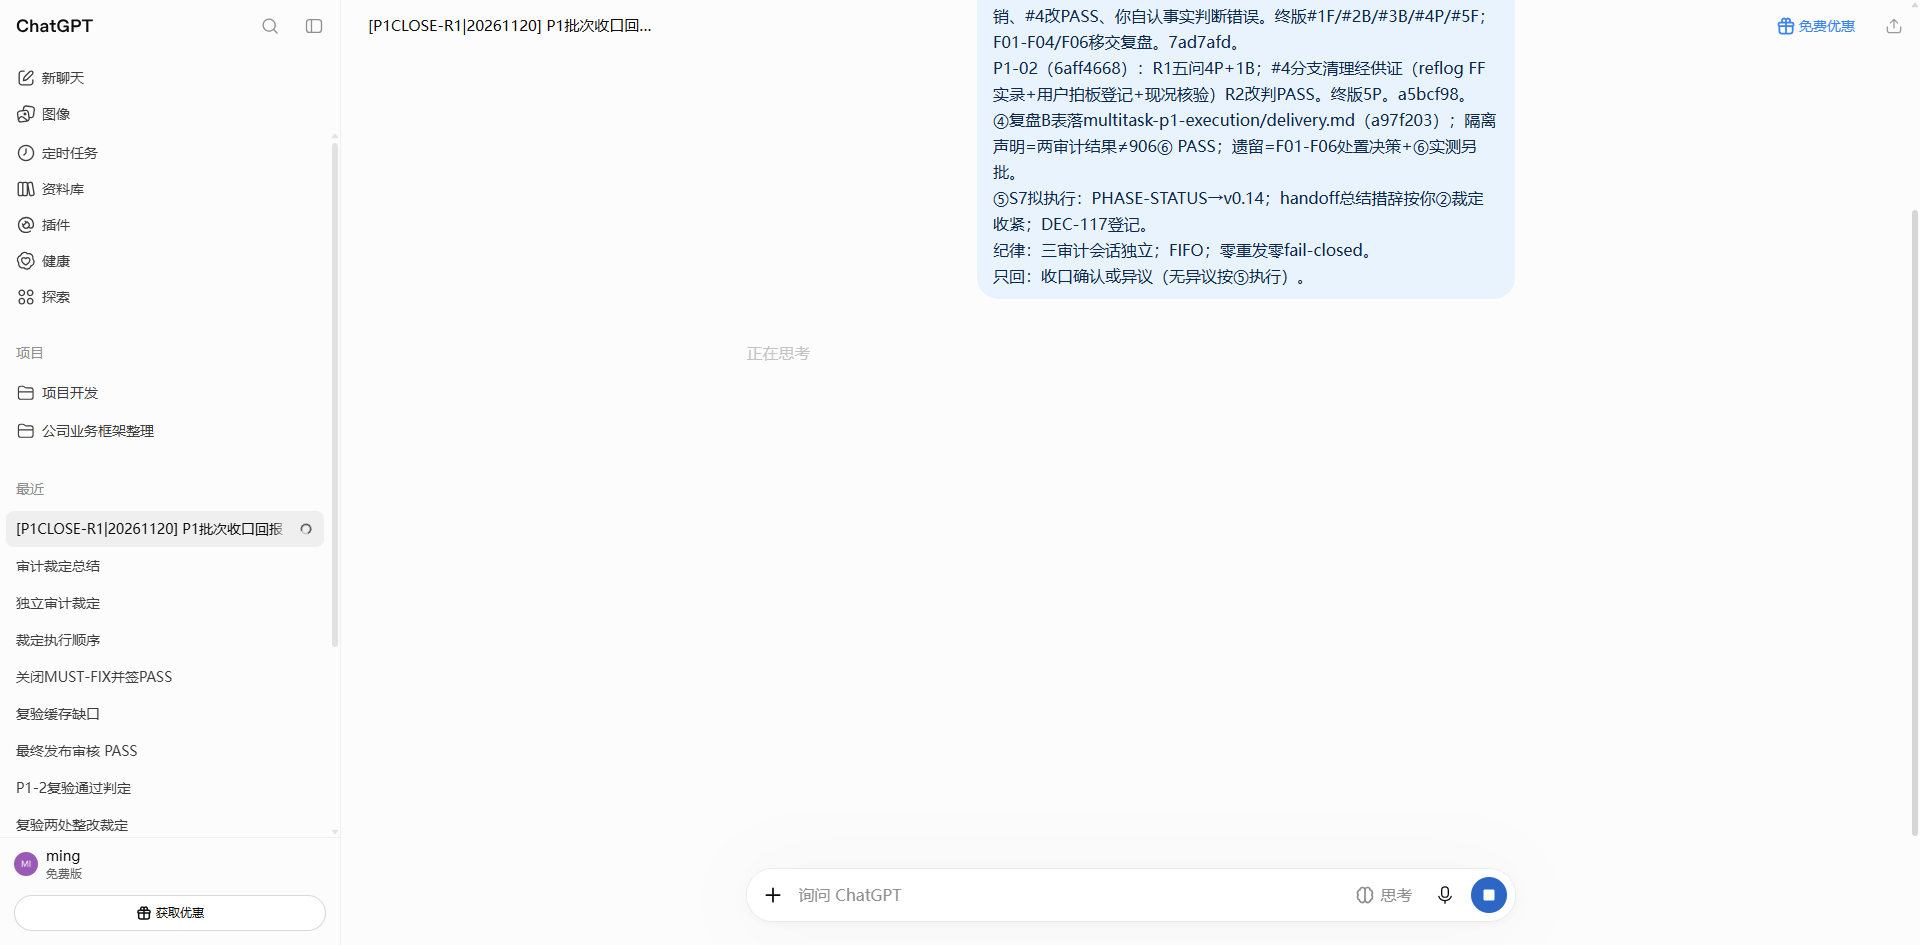 ChatGPT
新聊天
图像
定时任务
资料库
插件
健康
探索
项目
项目开发
公司业务框架整理
最近
[P1CLOSE-R1|20261120] P1批次收口回报
审计裁定总结
独立审计裁定
裁定执行顺序
关闭MUST-FIX并签PASS
复验缓存缺口
最终发布审核 PASS
P1-2复验通过判定
复验两处整改裁定
MI
ming
免费版
获取优惠
[P1CLOSE-R1|20261120] P1批次收口回...
免费优惠
销、#4改PASS、你自认事实判断错误。终版#1F/#2B/#3B/#4P/#5F；
F01-F04/F06移交复盘。7ad7afd。
P1-02（6aff4668）：R1五问4P+1B；#4分支清理经供证（reflog FF
实录+用户拍板登记+现况核验）R2改判PASS。终版5P。a5bcf98。
④复盘B表落multitask-p1-execution/delivery.md（a97f203）；隔离
声明=两审计结果≠906⑥ PASS；遗留=F01-F06处置决策+⑥实测另
批。
⑤S7拟执行：PHASE-STATUS→v0.14；handoff总结措辞按你②裁定
收紧；DEC-117登记。
纪律：三审计会话独立；FIFO；零重发零fail-closed。
只回：收口确认或异议（无异议按⑤执行）。
正在思考
询问 ChatGPT
思考